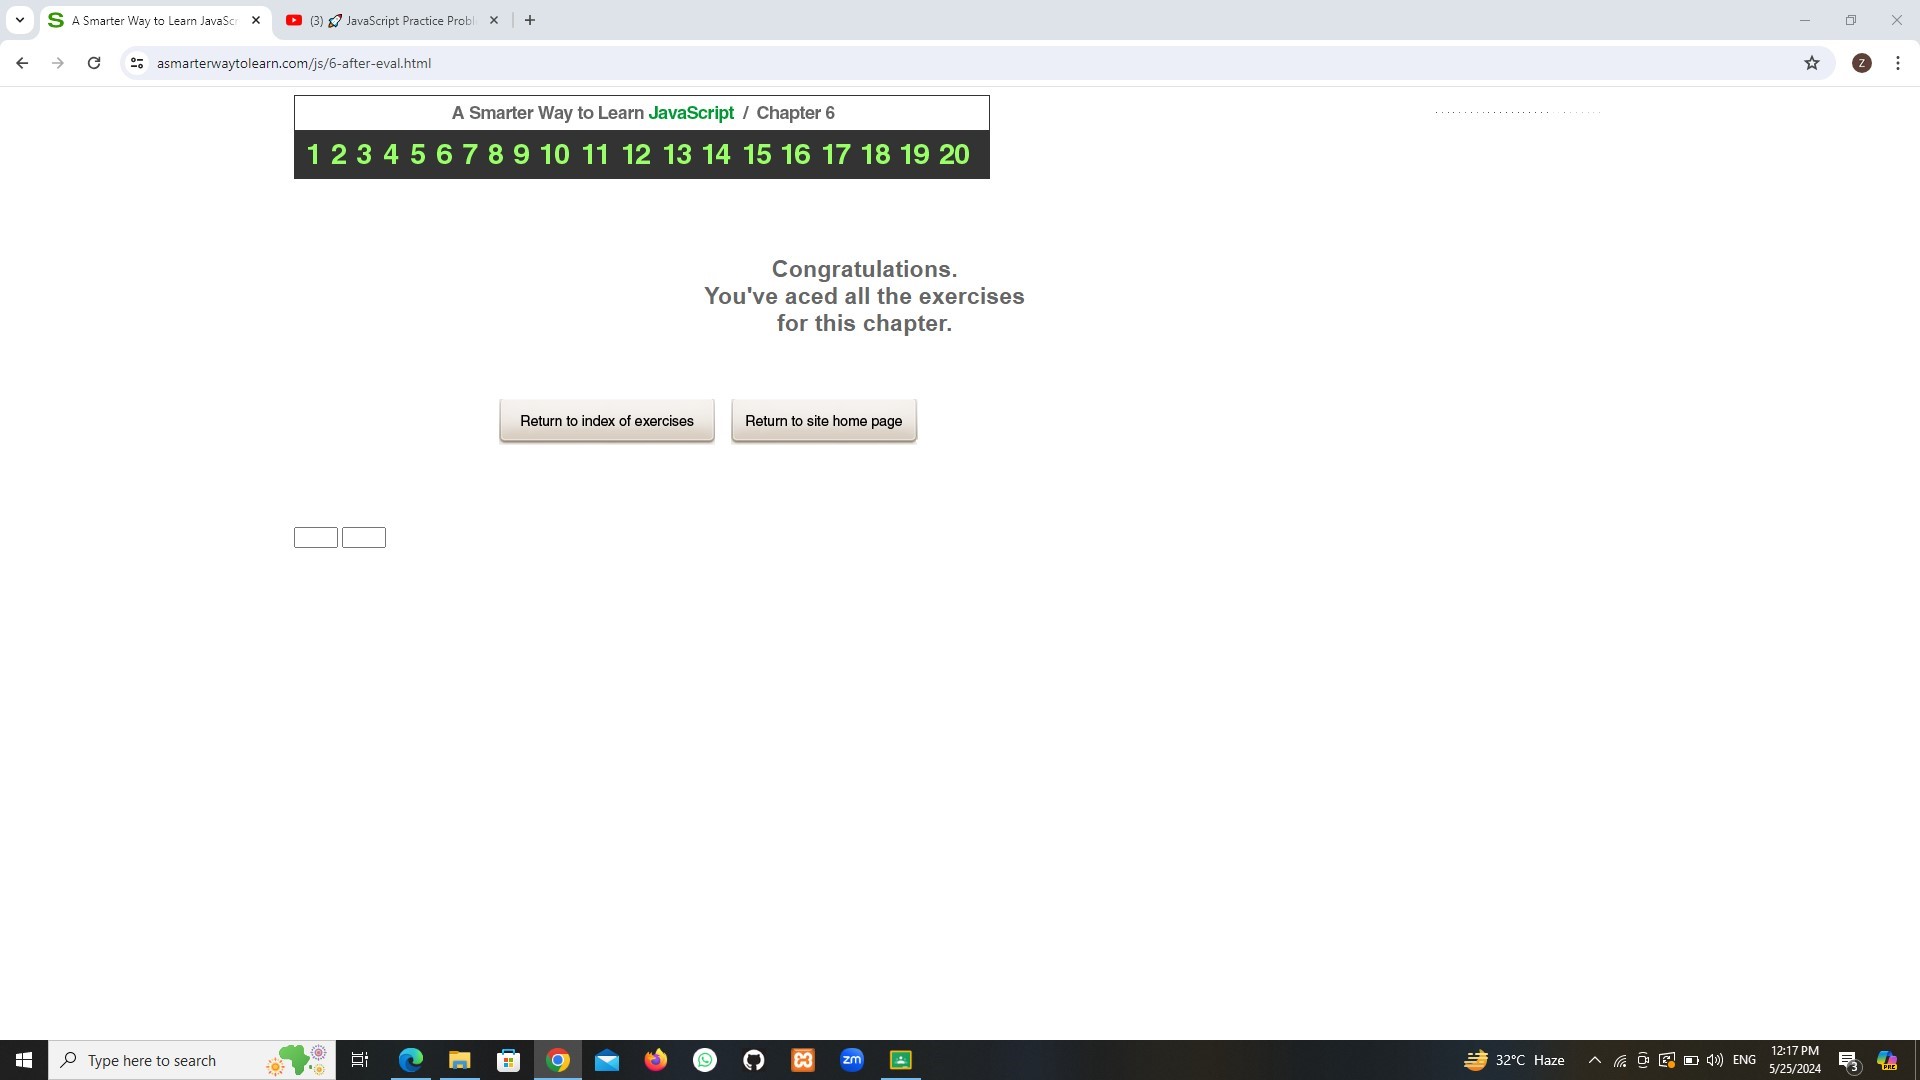 A Smarter Way to Learn JavaSc
(3) 🚀 JavaScript Practice Probl
asmarterwaytolearn.com/js/6-after-eval.html
Z
A Smarter Way to Learn JavaScript / Chapter 6
1 2 3 4 5 6 7 8 9 10 11 12 13 14 15 16 17 18 19 20
Congratulations.
You've aced all the exercises
for this chapter.
Return to index of exercises
Return to site home page
Type here to search
zm
32°C Haze
ENG
12:17 PM
5/25/2024
3
PRE